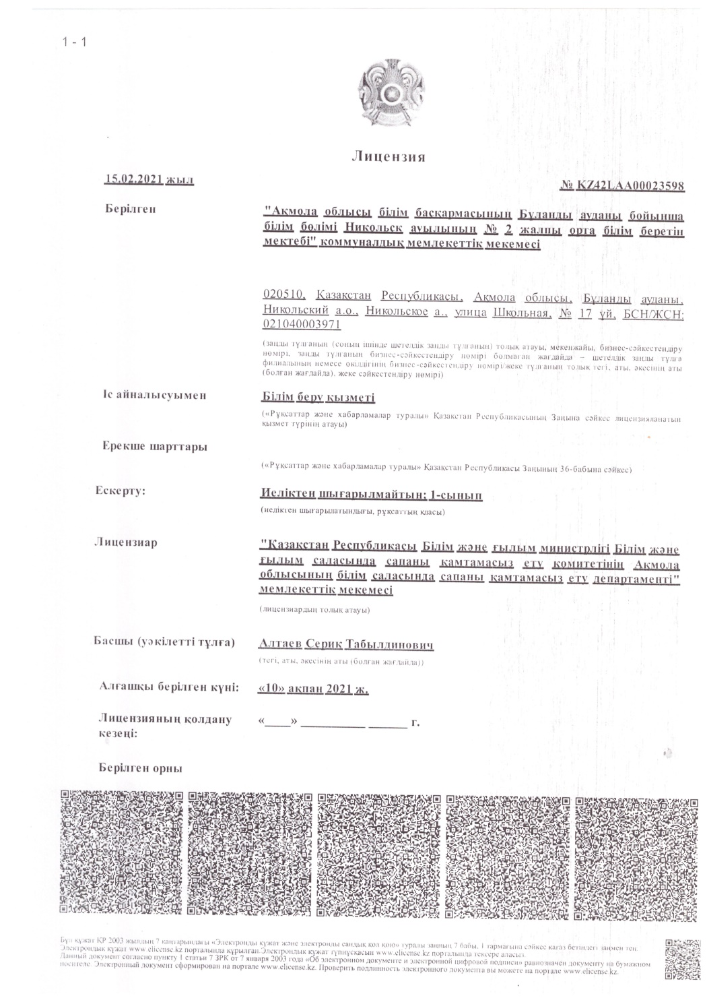 1 - 1
Лицензия
15.02.2021 жыл
№ KZ42LAA00023598
Берілген
"Ақмола облысы білім басқармасының Бұланды ауданы бойынша
білім бөлімі Никольск ауылының № 2 жалпы орта білім беретін
мектебі" коммуналдық мемлекеттік мекемесі
020510, Қазақстан Республикасы, Ақмола облысы, Бұланды ауданы,
Никольский а.о., Никольское а., улица Школьная, № 17 үй, БСН/ЖСН:
021040003971
(заңды тұлғаның (соның ішінде шетелдік заңды тұлғаның) толық атауы, мекенжайы, бизнес-сәйкестендіру
нөмірі, заңды тұлғаның бизнес-сәйкестендіру нөмірі болмаған жағдайда – шетелдік заңды тұлға
филиалының немесе өкілдігінің бизнес-сәйкестендіру нөмірі/жеке тұлғаның толық тегі, аты, әкесінің аты
(болған жағдайда), жеке сәйкестендіру нөмірі)
Іс айналысуымен
Білім беру қызметі
(«Рұқсаттар және хабарламалар туралы» Қазақстан Республикасының Заңына сәйкес лицензияланатын
қызмет түрінің атауы)
Ерекше шарттары
(«Рұқсаттар және хабарламалар туралы» Қазақстан Республикасы Заңының 36-бабына сәйкес)
Ескерту:
Иеліктен шығарылмайтын; 1-сынып
(иеліктен шығарылатындығы, рұқсаттың класы)
Лицензиар
"Қазақстан Республикасы Білім және ғылым министрлігі Білім және
ғылым саласында сапаны қамтамасыз ету комитетінің Ақмола
облысының білім саласында сапаны қамтамасыз ету департаменті"
мемлекеттік мекемесі
(лицензиардың толық атауы)
Басшы (уәкілетті тұлға)
Алтаев Серик Табылдинович
(тегі, аты, әкесінің аты (болған жағдайда))
Алғашқы берілген күні:
«10» ақпан 2021 ж.
Лицензияның қолдану
кезеңі:
«____» __________ ______ г.
Берілген орны
Бұл құжат ҚР 2003 жылдың 7 қаңтарындағы «Электронды құжат және электронды сандық қол қою» туралы заңның 7 бабы, 1 тармағына сәйкес қағаз бетіндегі заңмен тең.
Электрондық құжат www.elicense.kz порталында құрылған.Электрондық құжат түпнұсқасын www.elicense.kz порталында тексере аласыз.
Данный документ согласно пункту 1 статьи 7 ЗРК от 7 января 2003 года «Об электронном документе и электронной цифровой подписи» равнозначен документу на бумажном
носителе. Электронный документ сформирован на портале www.elicense.kz. Проверить подлинность электронного документа вы можете на портале www.elicense.kz.